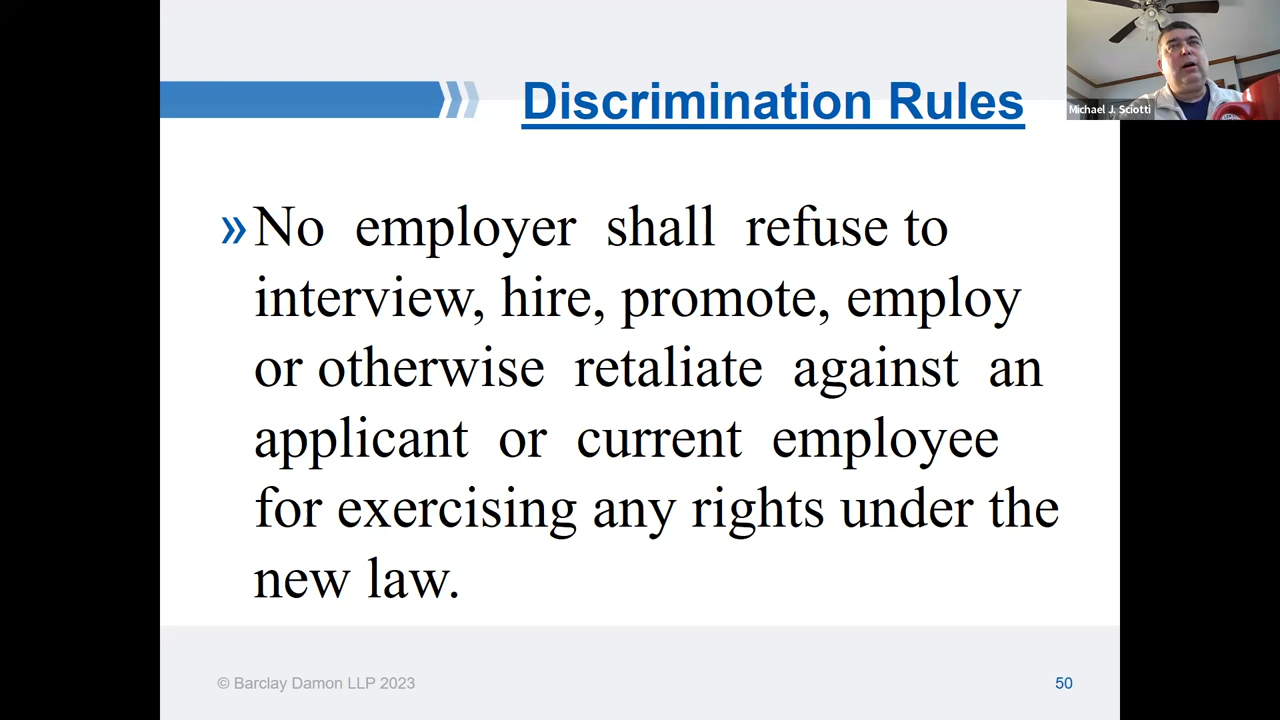 Discrimination Rules
Michael J. Sciotti
» No employer shall refuse to
interview, hire, promote, employ
or otherwise retaliate against an
applicant or current employee
for exercising any rights under the
new law.
© Barclay Damon LLP 2023
50